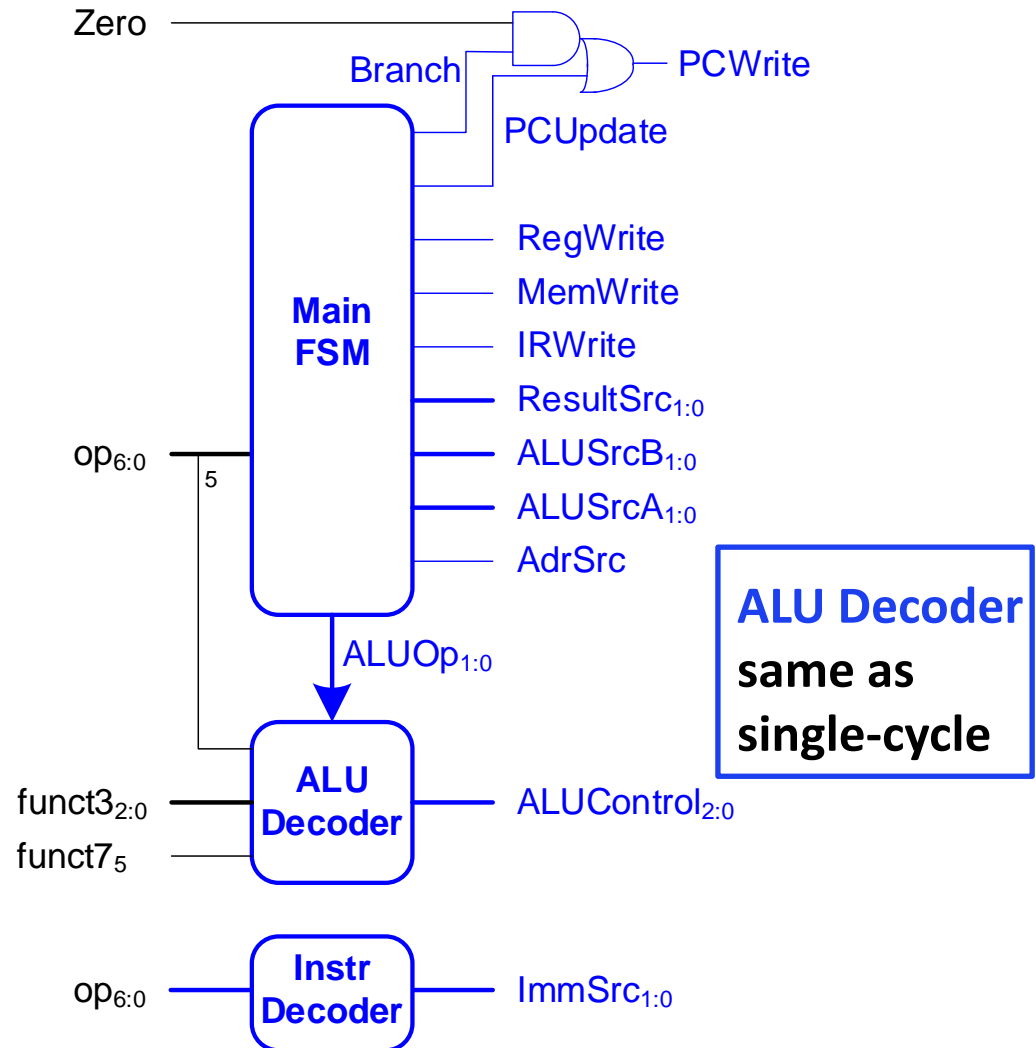 Zero
Branch
PCWrite
PCUpdate
RegWrite
MemWrite
IRWrite
Main
FSM
ResultSrc₁:₀
op₆:₀
5
ALUSrcB₁:₀
ALUSrcA₁:₀
AdrSrc
ALUOp₁:₀
ALU Decoder
same as
single-cycle
ALU
Decoder
funct3₂:₀
funct7₅
ALUControl₂:₀
Instr
Decoder
op₆:₀
ImmSrc₁:₀